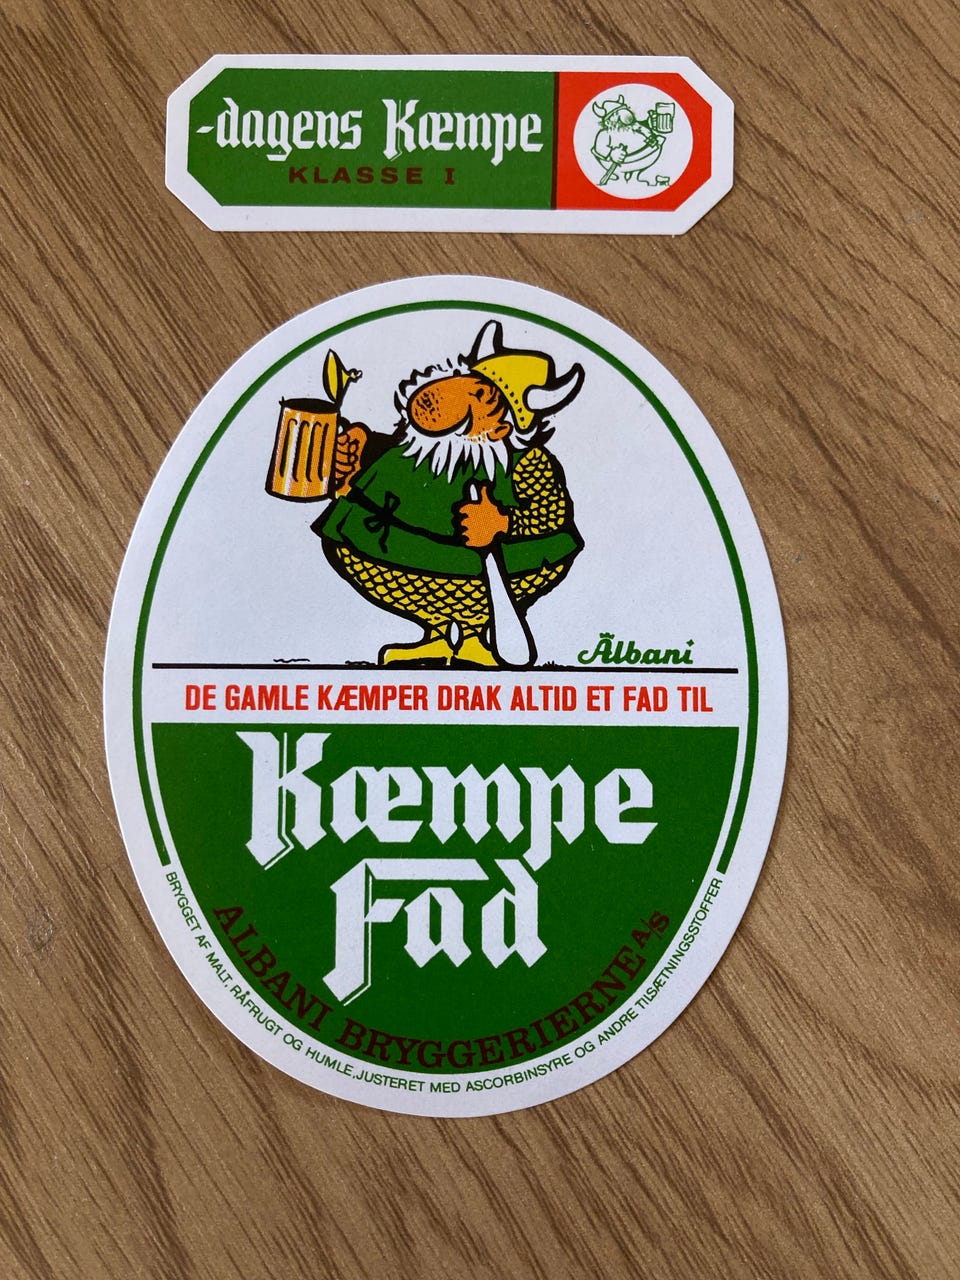 -dagens Kæmpe
KLASSE I
Albani
DE GAMLE KÆMPER DRAK ALTID ET FAD TIL
Kæmpe
Fad
ALBANI BRYGGERIERNE A/S
BRYGGET AF MALT, RÅFRUGT OG HUMLE, JUSTERET MED ASCORBINSYRE OG ANDRE TILSÆTNINGSSTOFFER